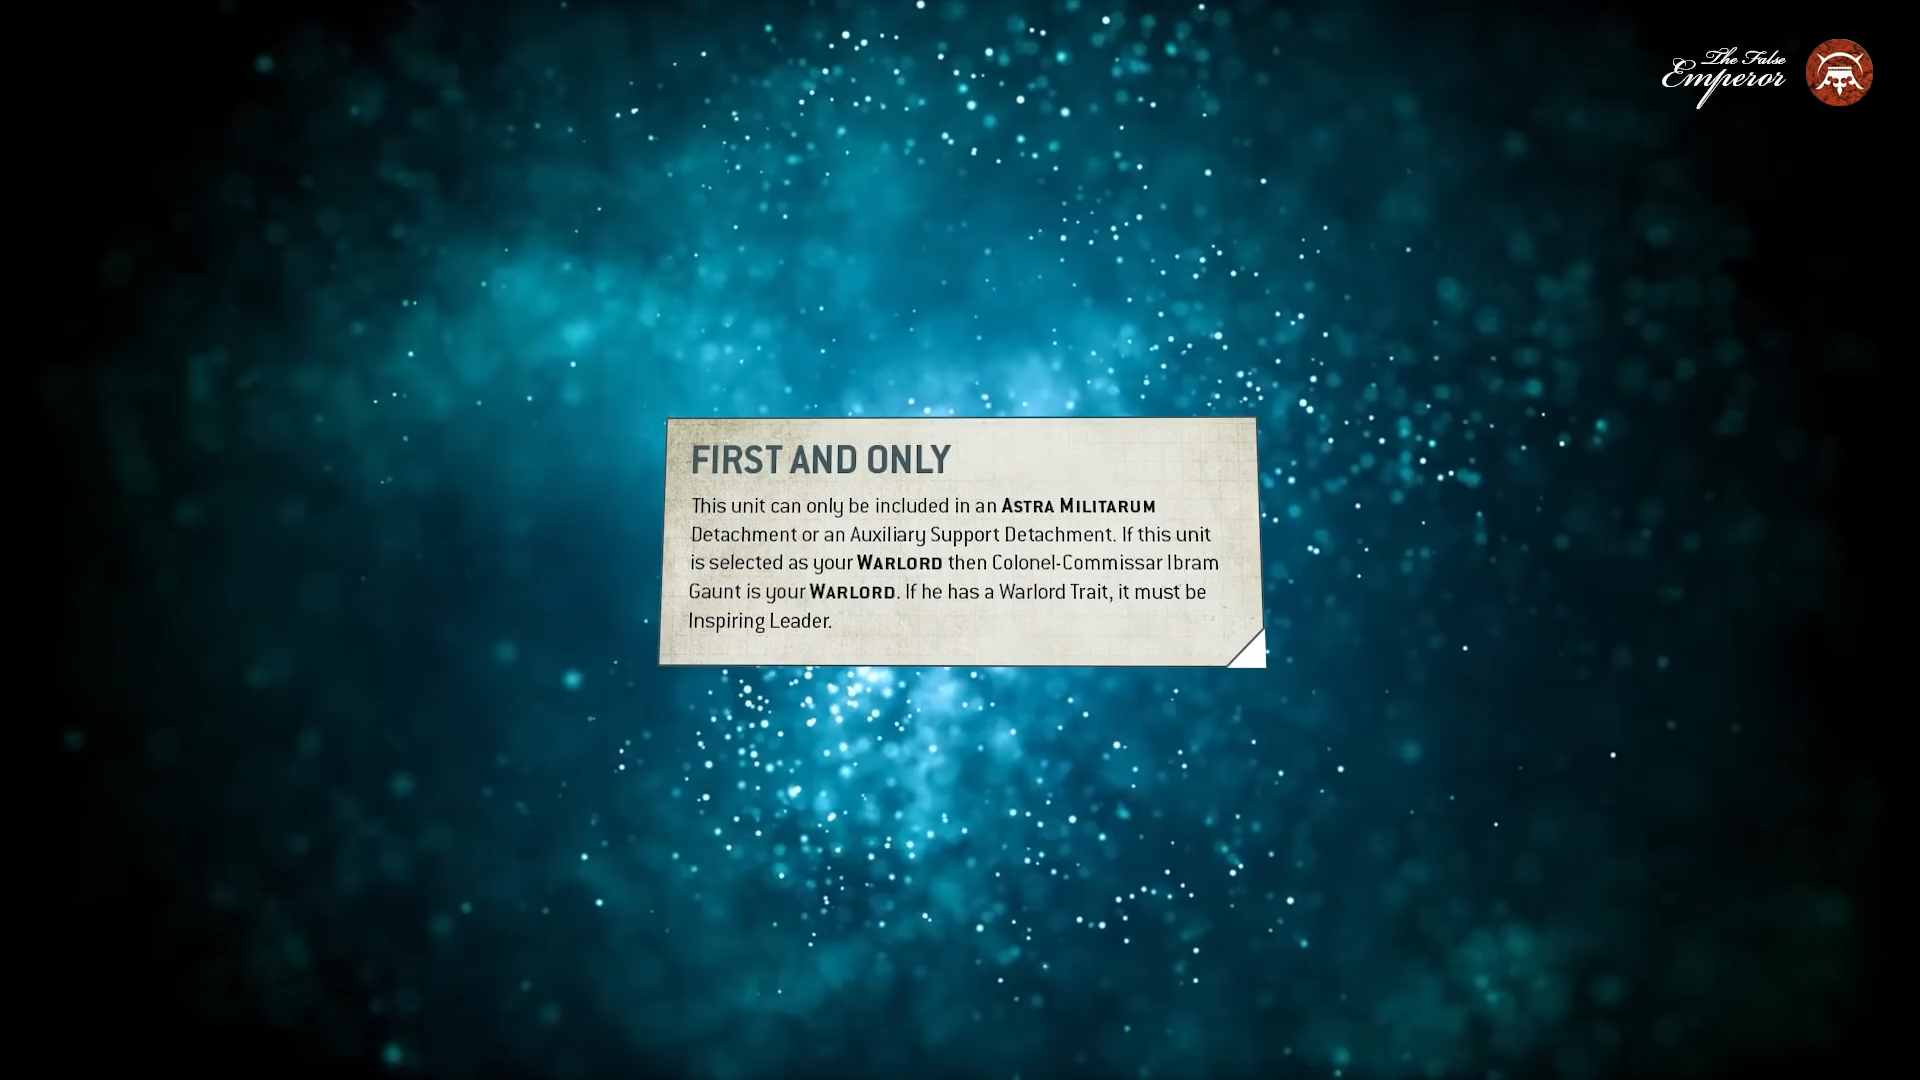 The False
Emperor
FIRST AND ONLY
This unit can only be included in an ASTRA MILITARUM
Detachment or an Auxiliary Support Detachment. If this unit
is selected as your WARLORD then Colonel-Commissar Ibram
Gaunt is your WARLORD. If he has a Warlord Trait, it must be
Inspiring Leader.